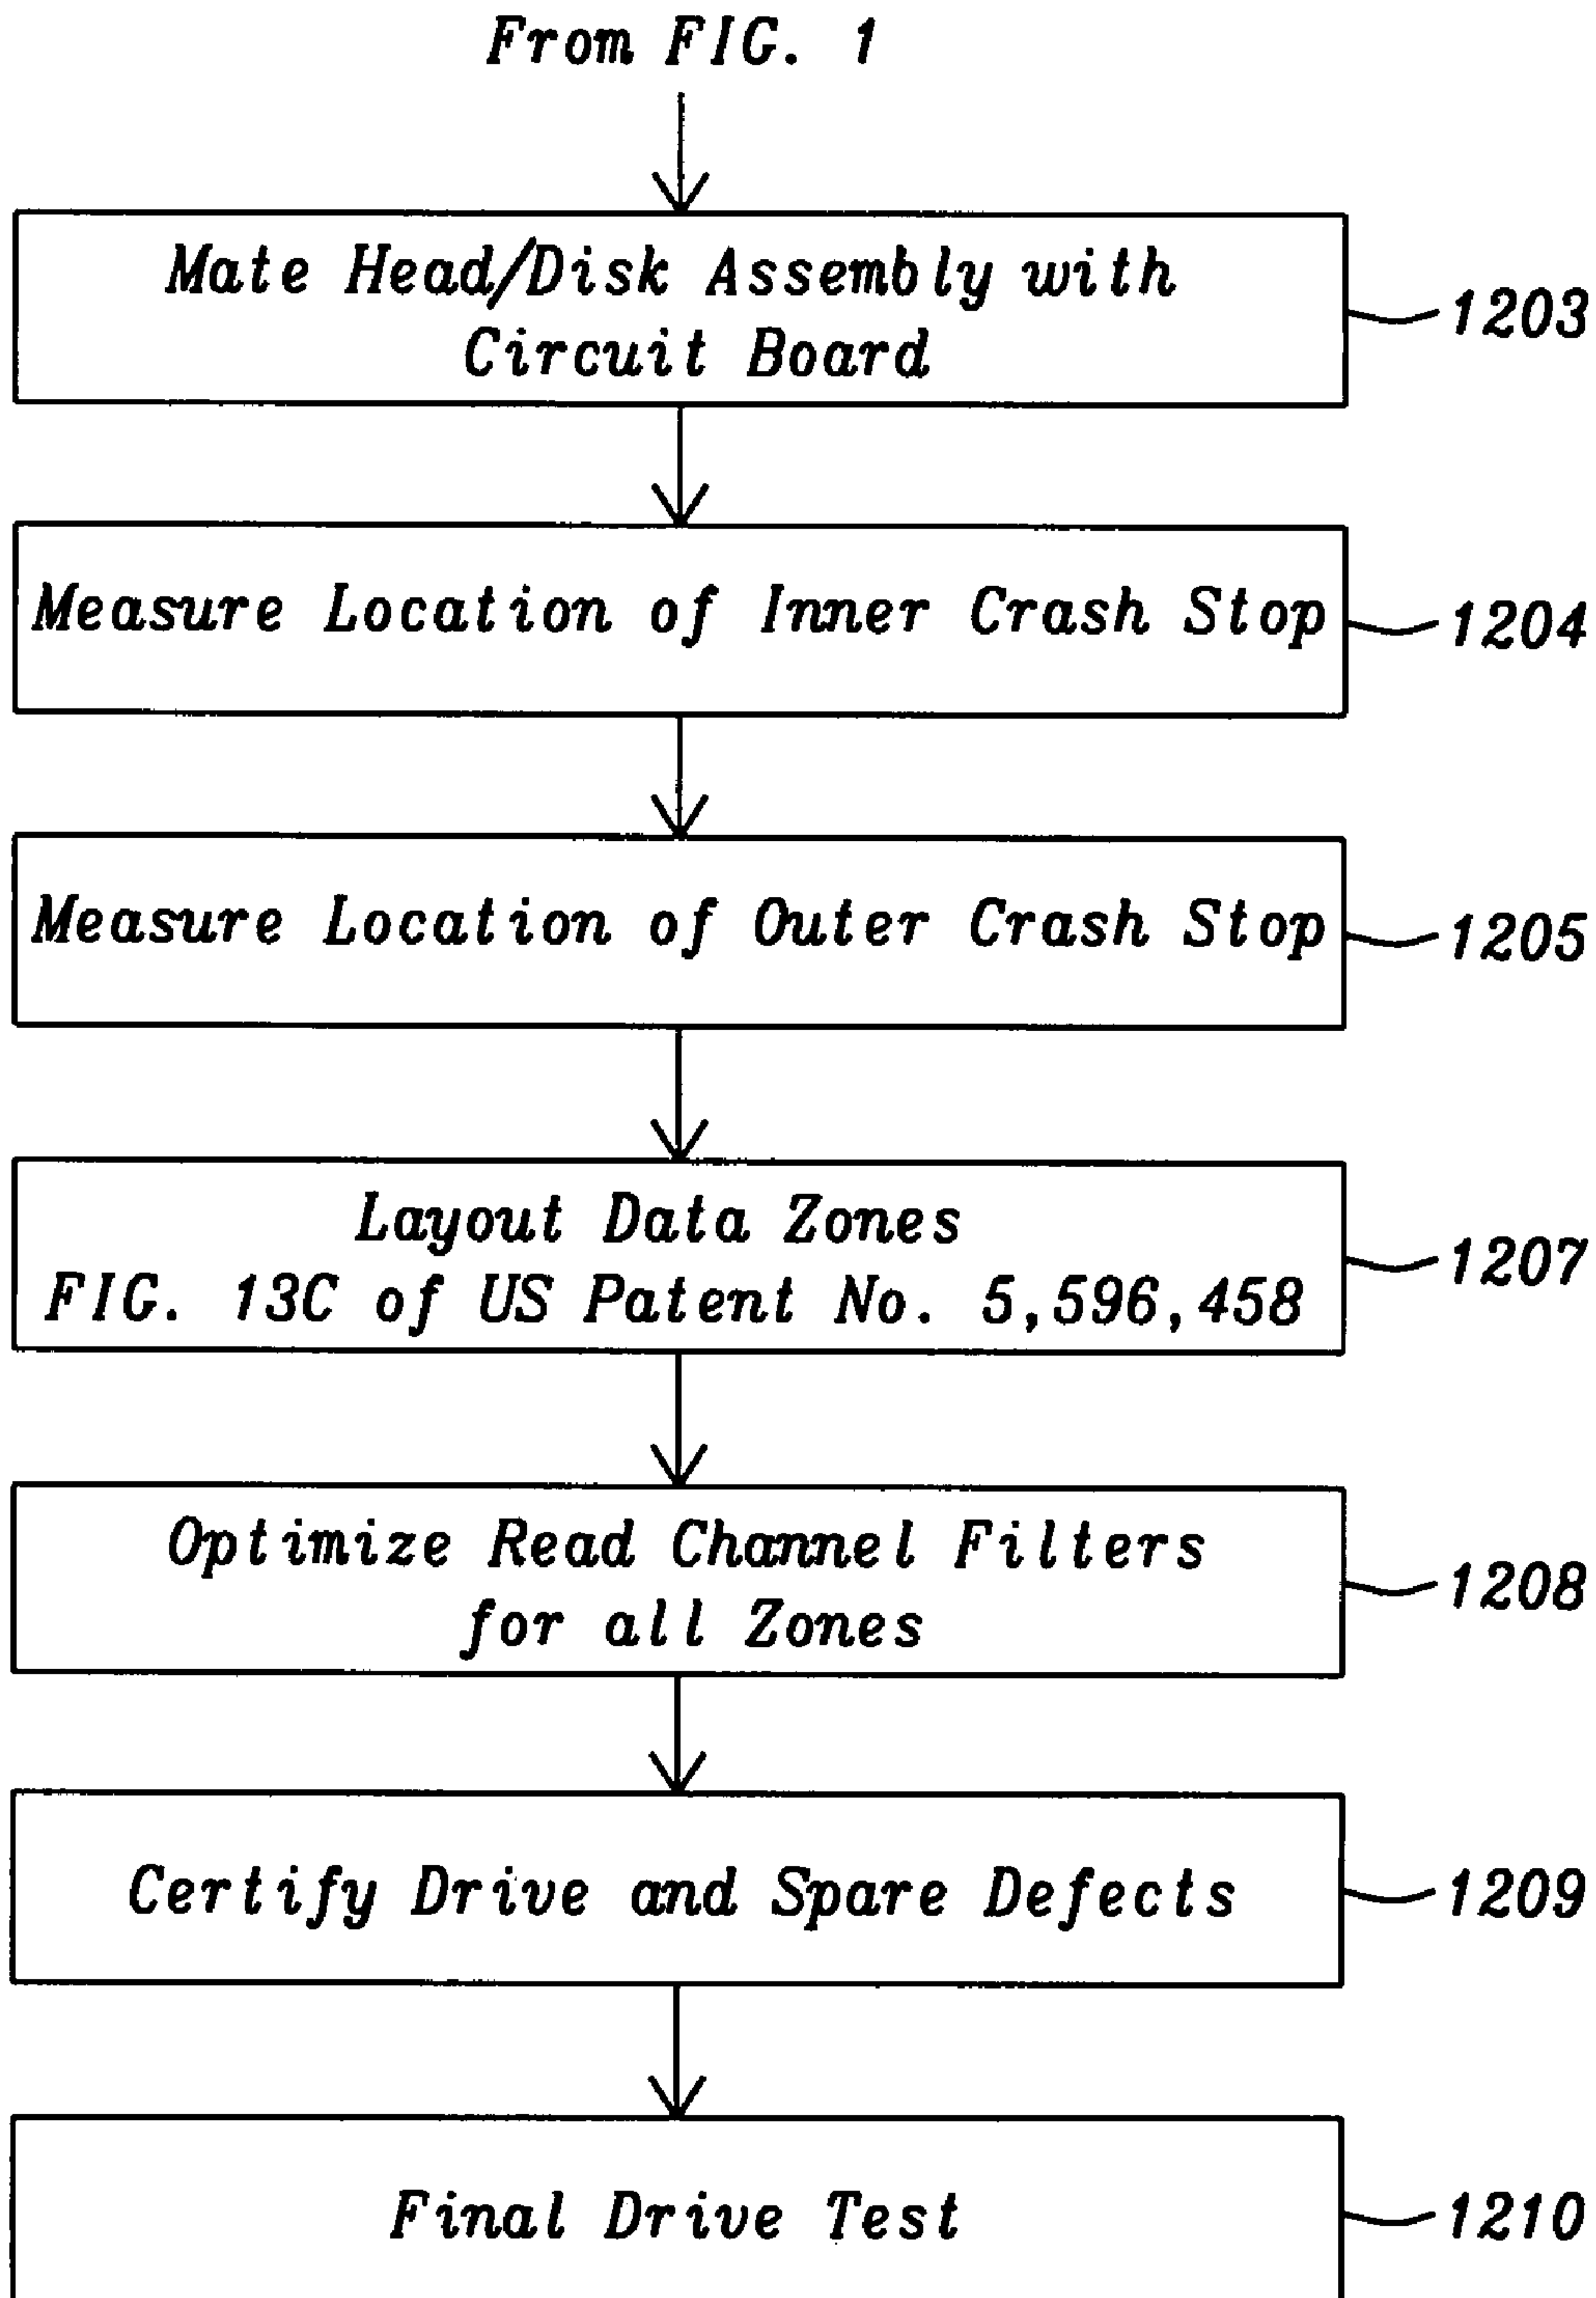 From FIG. 1
Mate Head/Disk Assembly with
Circuit Board
1203
Measure Location of Inner Crash Stop
1204
Measure Location of Outer Crash Stop
1205
Layout Data Zones
FIG. 13C of US Patent No. 5,596,458
1207
Optimize Read Channel Filters
for all Zones
1208
Certify Drive and Spare Defects
1209
Final Drive Test
1210